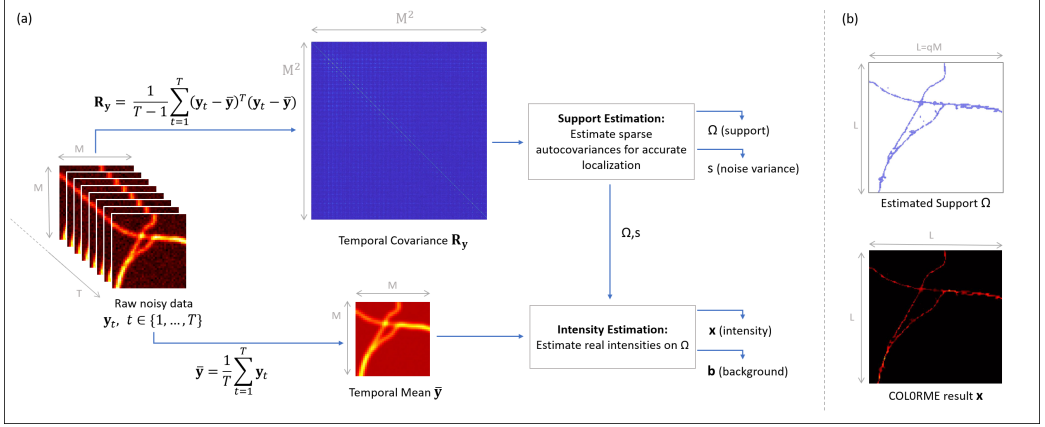 (a)
M²
M²
R_y = 1/(T−1) ∑_{t=1}^{T} (y_t − ȳ)^T (y_t − ȳ)
M
M
T
Raw noisy data
y_t, t ∈ {1, …, T}
ȳ = 1/T ∑_{t=1}^{T} y_t
Temporal Covariance R_y
M
M
Temporal Mean ȳ
Support Estimation:
Estimate sparse
autocovariances for accurate
localization
Ω (support)
s (noise variance)
Ω,s
Intensity Estimation:
Estimate real intensities on Ω
x (intensity)
b (background)
(b)
L=qM
L
Estimated Support Ω
L
L
COL0RME result x